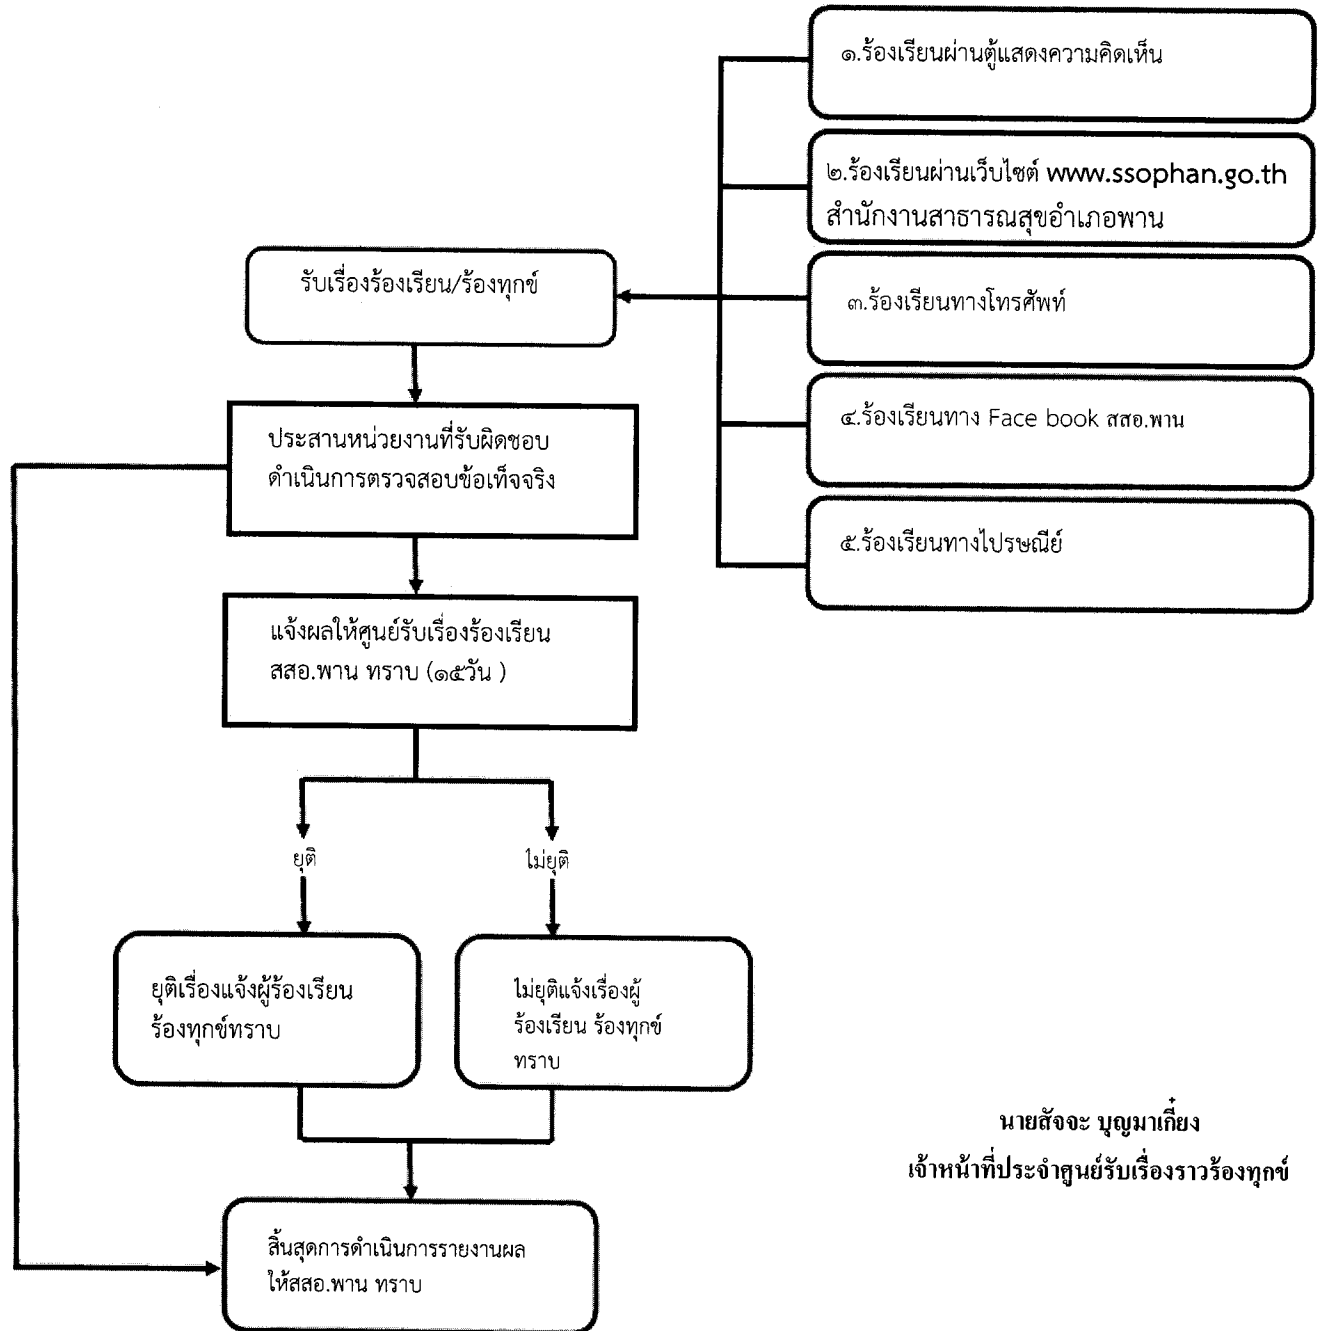 ๑.ร้องเรียนผ่านตู้แสดงความคิดเห็น
๒.ร้องเรียนผ่านเว็บไซต์ www.ssophan.go.th
สำนักงานสาธารณสุขอำเภอพาน
รับเรื่องร้องเรียน/ร้องทุกข์
๓.ร้องเรียนทางโทรศัพท์
๔.ร้องเรียนทาง Face book สสอ.พาน
ประสานหน่วยงานที่รับผิดชอบ
ดำเนินการตรวจสอบข้อเท็จจริง
๕.ร้องเรียนทางไปรษณีย์
แจ้งผลให้ศูนย์รับเรื่องร้องเรียน
สสอ.พาน ทราบ (๑๕วัน )
ยุติ
ไม่ยุติ
ยุติเรื่องแจ้งผู้ร้องเรียน
ร้องทุกข์ทราบ
ไม่ยุติแจ้งเรื่องผู้
ร้องเรียน ร้องทุกข์
ทราบ
นายสัจจะ บุญมาเกี๋ยง
เจ้าหน้าที่ประจำศูนย์รับเรื่องราวร้องทุกข์
สิ้นสุดการดำเนินการรายงานผล
ให้สสอ.พาน ทราบ